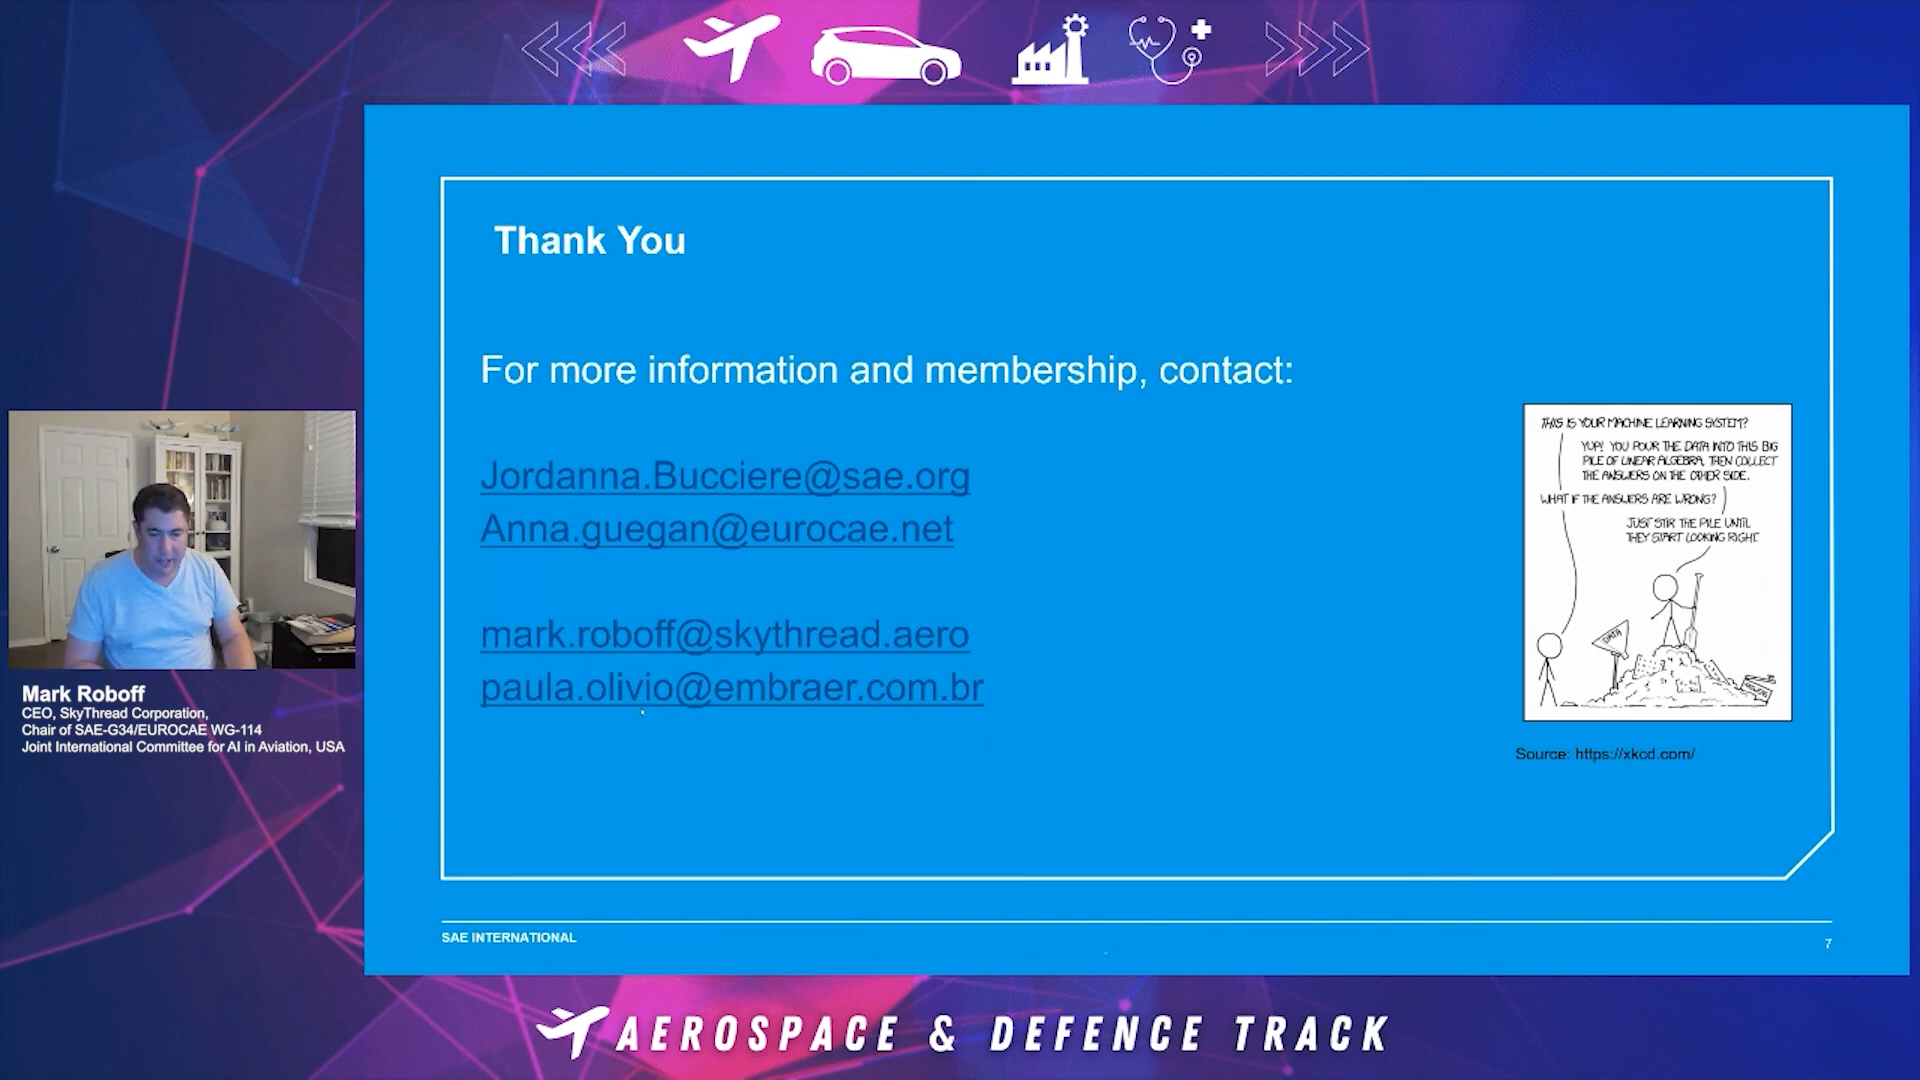 Thank You
For more information and membership, contact:
Jordanna.Bucciere@sae.org
Anna.guegan@eurocae.net
mark.roboff@skythread.aero
paula.olivio@embraer.com.br
THIS IS YOUR MACHINE LEARNING SYSTEM?
YUP! YOU POUR THE DATA INTO THIS BIG
PILE OF LINEAR ALGEBRA, THEN COLLECT
THE ANSWERS ON THE OTHER SIDE.
WHAT IF THE ANSWERS ARE WRONG?
JUST STIR THE PILE UNTIL
THEY START LOOKING RIGHT.
DATA
Source: https://xkcd.com/
Mark Roboff
CEO, SkyThread Corporation,
Chair of SAE-G34/EUROCAE WG-114
Joint International Committee for AI in Aviation, USA
SAE INTERNATIONAL
7
AEROSPACE & DEFENCE TRACK